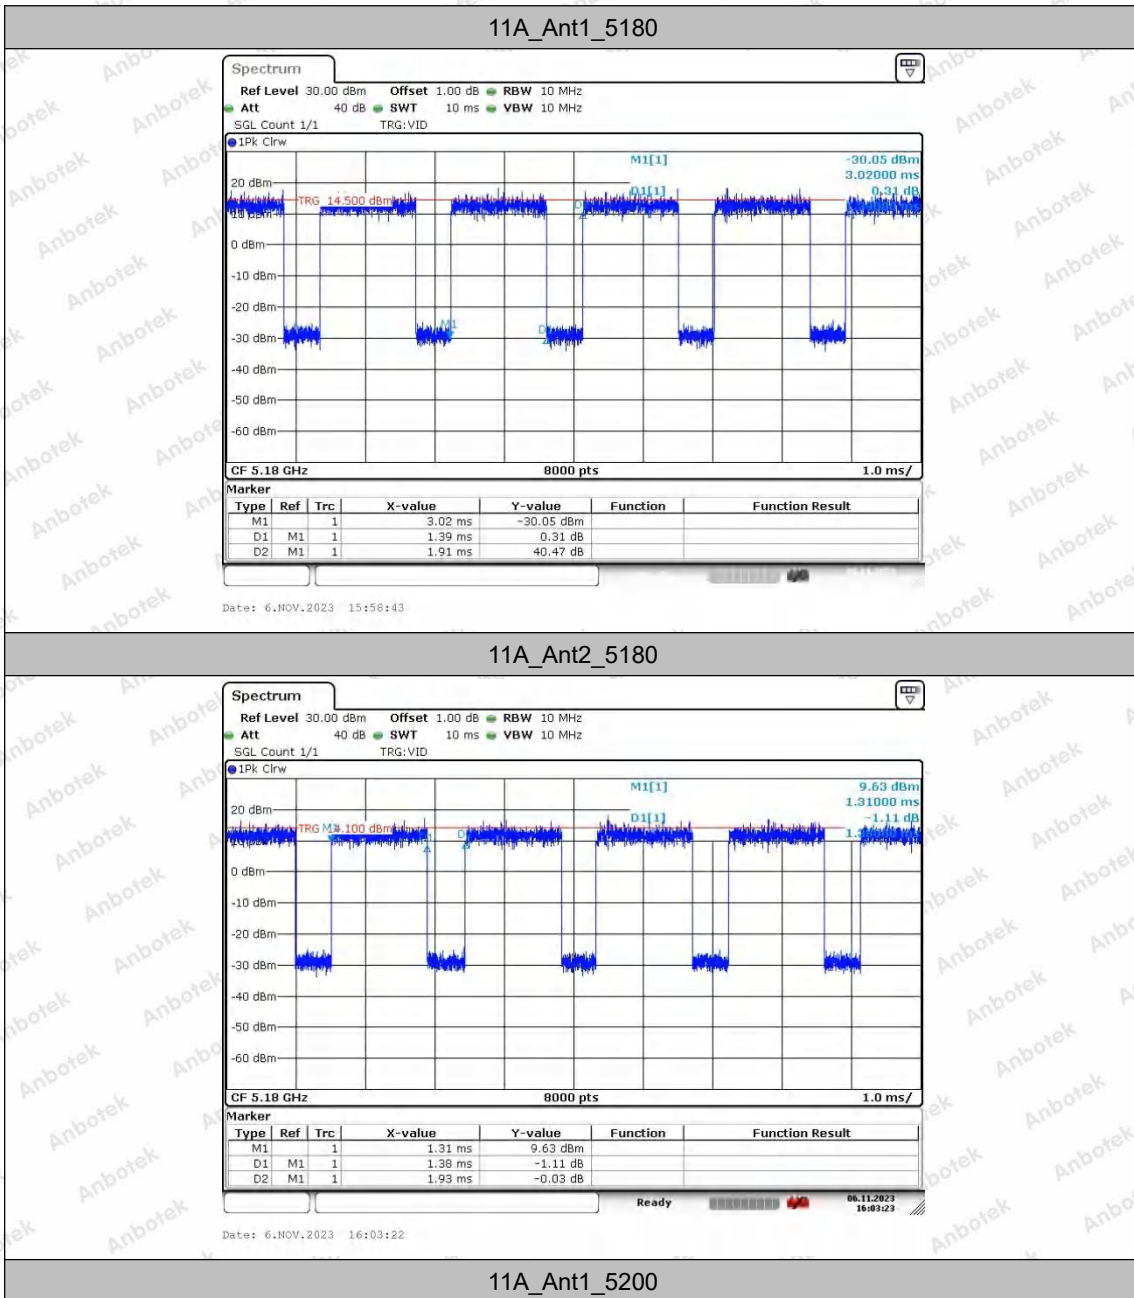 11A_Ant1_5180
Spectrum
Ref Level 30.00 dBm Offset 1.00 dB RBW 10 MHz
Att 40 dB SWT 10 ms VBW 10 MHz
SGL Count 1/1 TRG:VID
1Pk Clrw
M1[1] -30.05 dBm
3.02000 ms
20 dBm
D1[1] 0.31 dB
TRG 14.500 dBm
10 dBm
0 dBm
-10 dBm
-20 dBm
M1
-30 dBm
-40 dBm
-50 dBm
-60 dBm
CF 5.18 GHz 8000 pts 1.0 ms/
Marker
Type Ref Trc X-value Y-value Function Function Result
M1 1 3.02 ms -30.05 dBm
D1 M1 1 1.39 ms 0.31 dB
D2 M1 1 1.91 ms 40.47 dB
Date: 6.NOV.2023 15:58:43
11A_Ant2_5180
Spectrum
Ref Level 30.00 dBm Offset 1.00 dB RBW 10 MHz
Att 40 dB SWT 10 ms VBW 10 MHz
SGL Count 1/1 TRG:VID
1Pk Clrw
M1[1] 9.63 dBm
1.31000 ms
20 dBm
D1[1] -1.11 dB
0 dBm
-10 dBm
-20 dBm
-30 dBm
-40 dBm
-50 dBm
-60 dBm
CF 5.18 GHz 8000 pts 1.0 ms/
Marker
Type Ref Trc X-value Y-value Function Function Result
M1 1 1.31 ms 9.63 dBm
D1 M1 1 1.38 ms -1.11 dB
D2 M1 1 1.93 ms -0.03 dB
Ready 06.11.2023
16:03:23
Date: 6.NOV.2023 16:03:22
11A_Ant1_5200
Anbotek